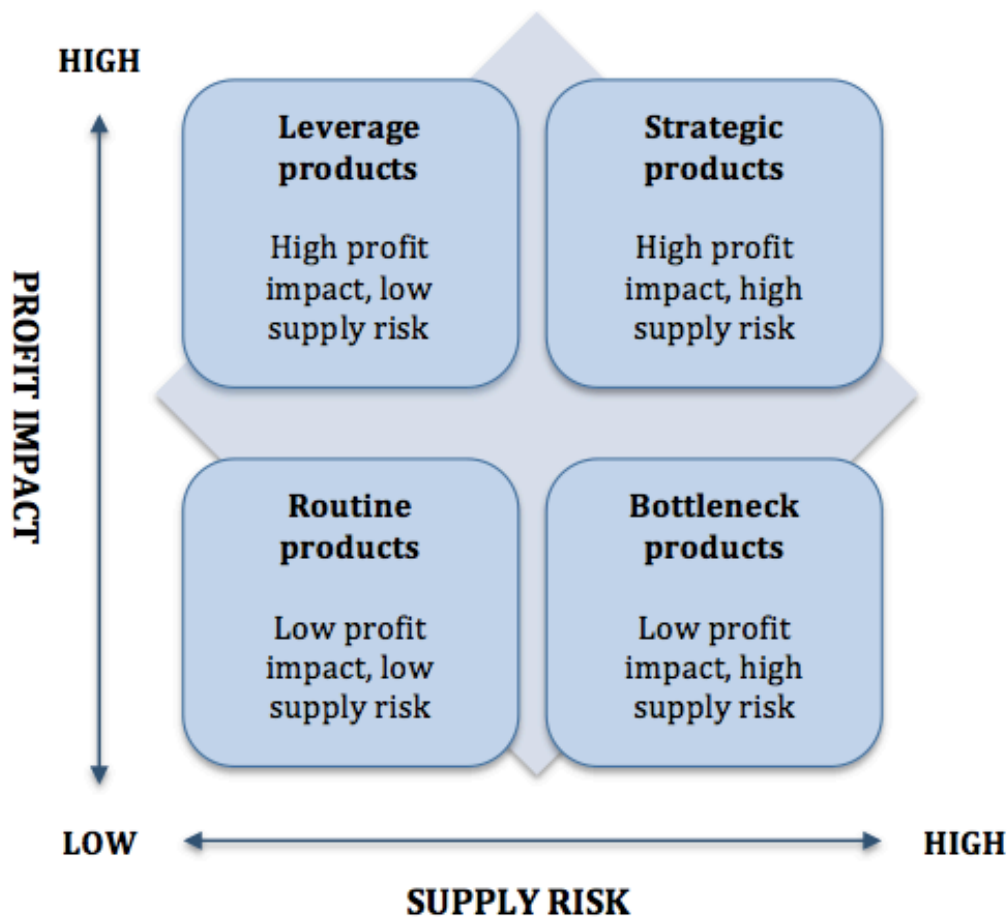 HIGH
Leverage
products
High profit
impact, low
supply risk
Strategic
products
High profit
impact, high
supply risk
PROFIT IMPACT
Routine
products
Low profit
impact, low
supply risk
Bottleneck
products
Low profit
impact, high
supply risk
LOW
HIGH
SUPPLY RISK